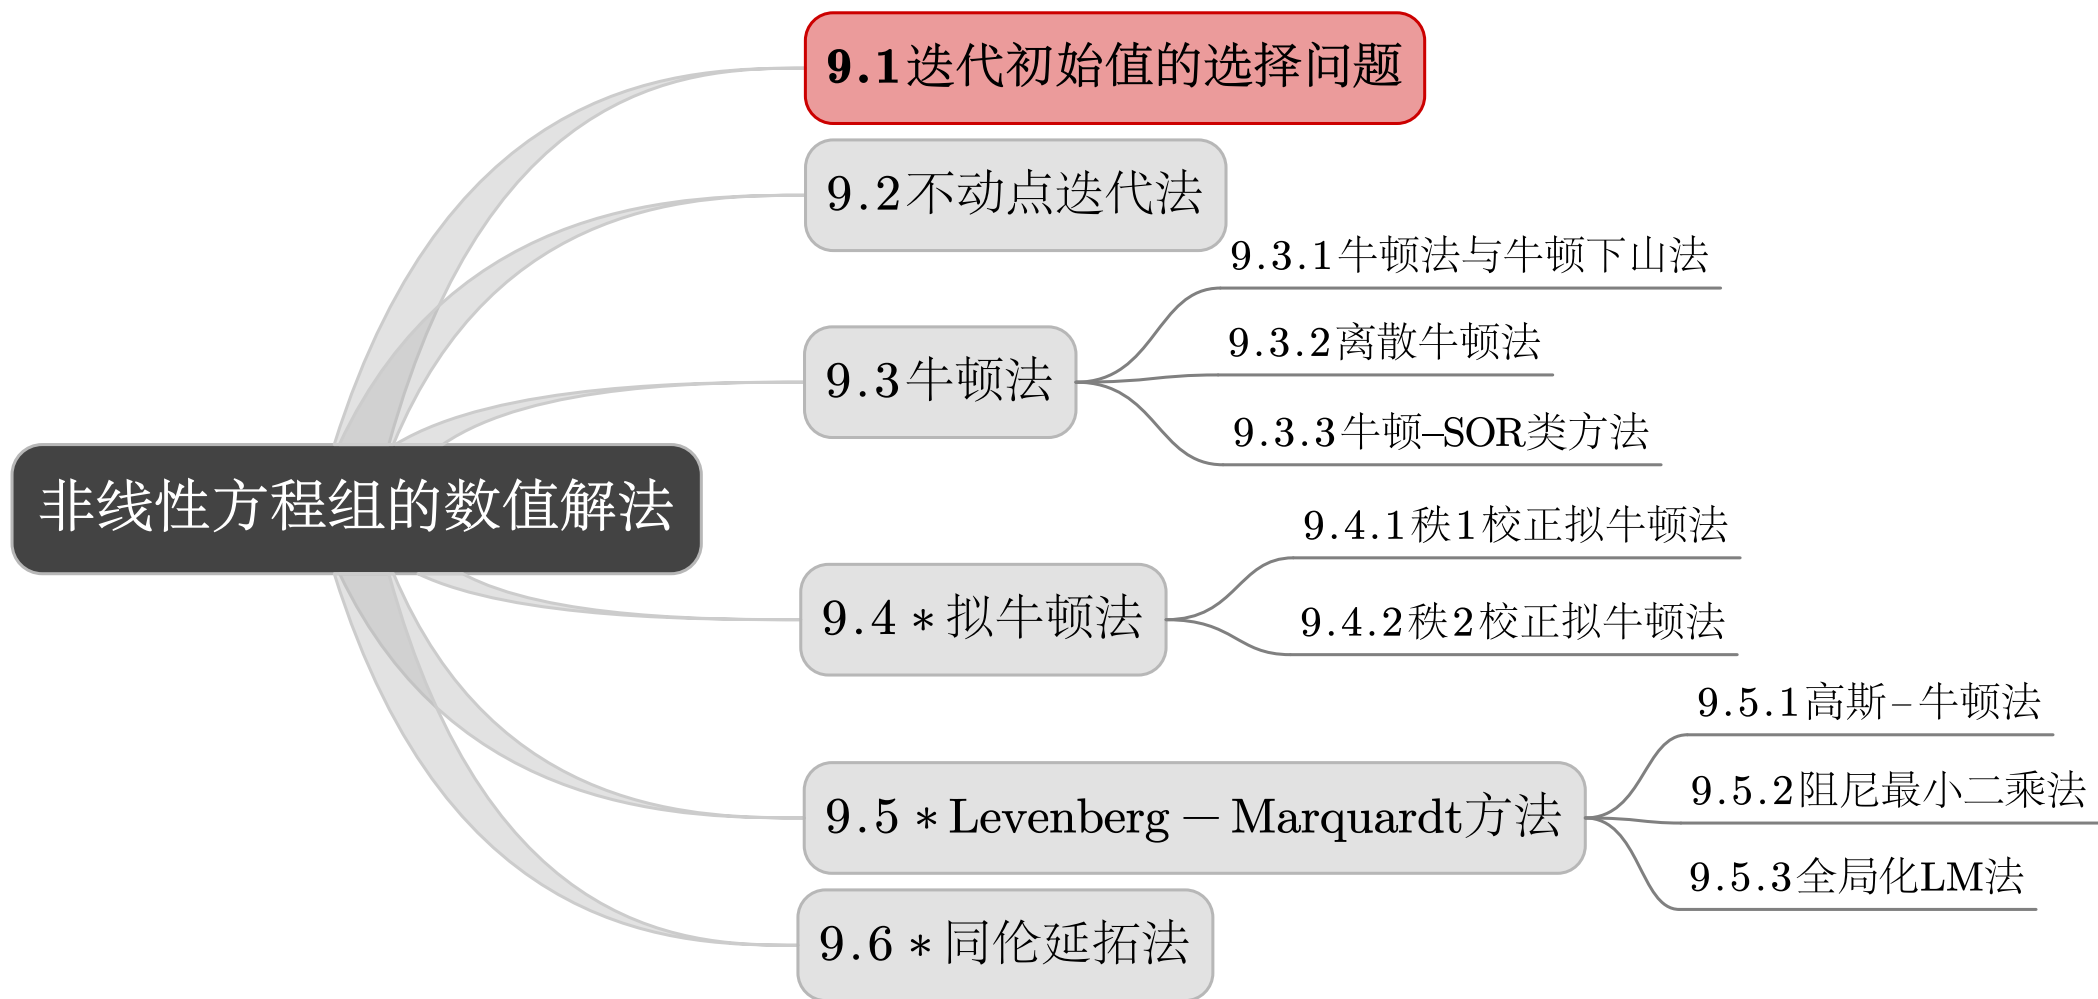 9.1迭代初始值的选择问题
9.2不动点迭代法
9.3.1牛顿法与牛顿下山法
9.3.2离散牛顿法
9.3牛顿法
9.3.3牛顿–SOR类方法
非线性方程组的数值解法
9.4.1秩1校正拟牛顿法
9.4*拟牛顿法
9.4.2秩2校正拟牛顿法
9.5.1高斯–牛顿法
9.5.2阻尼最小二乘法
9.5*Levenberg–Marquardt方法
9.5.3全局化LM法
9.6*同伦延拓法